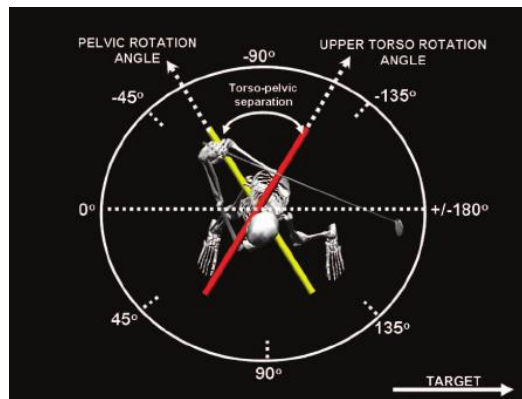 PELVIC ROTATION
ANGLE
-90º
UPPER TORSO ROTATION
ANGLE
-45º
Torso-pelvic
separation
-135º
0º
+/-180º
45º
135º
90º
TARGET